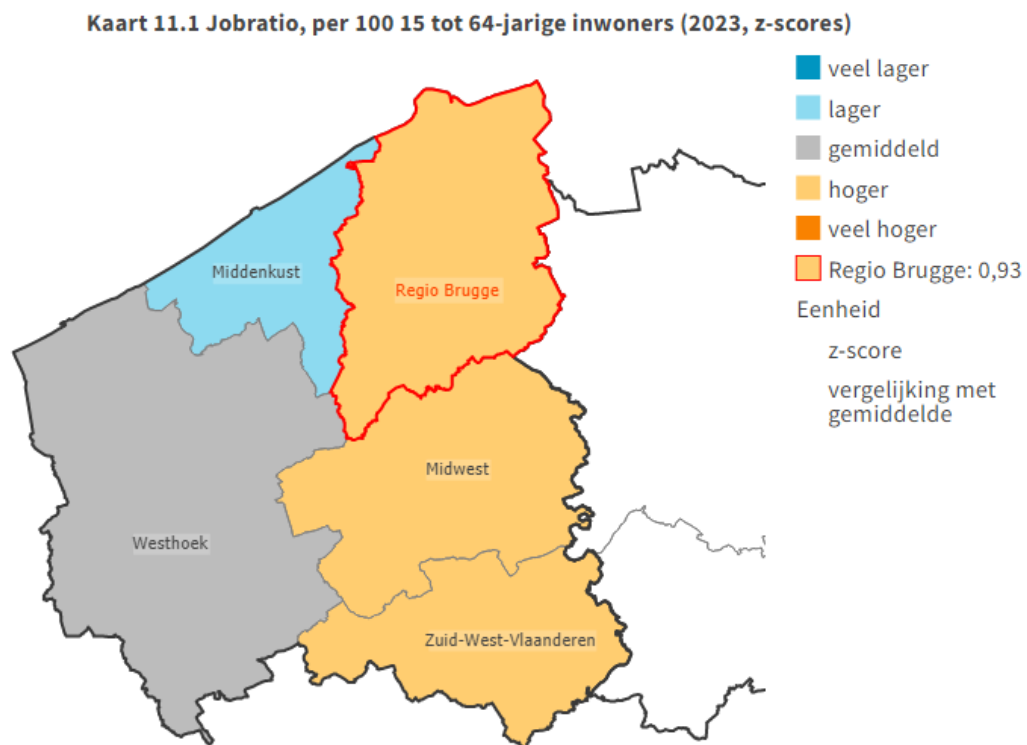 Kaart 11.1 Jobratio, per 100 15 tot 64-jarige inwoners (2023, z-scores)
veel lager
lager
gemiddeld
hoger
veel hoger
Regio Brugge: 0,93
Eenheid
z-score
vergelijking met
gemiddelde
Middenkust
Regio Brugge
Midwest
Westhoek
Zuid-West-Vlaanderen